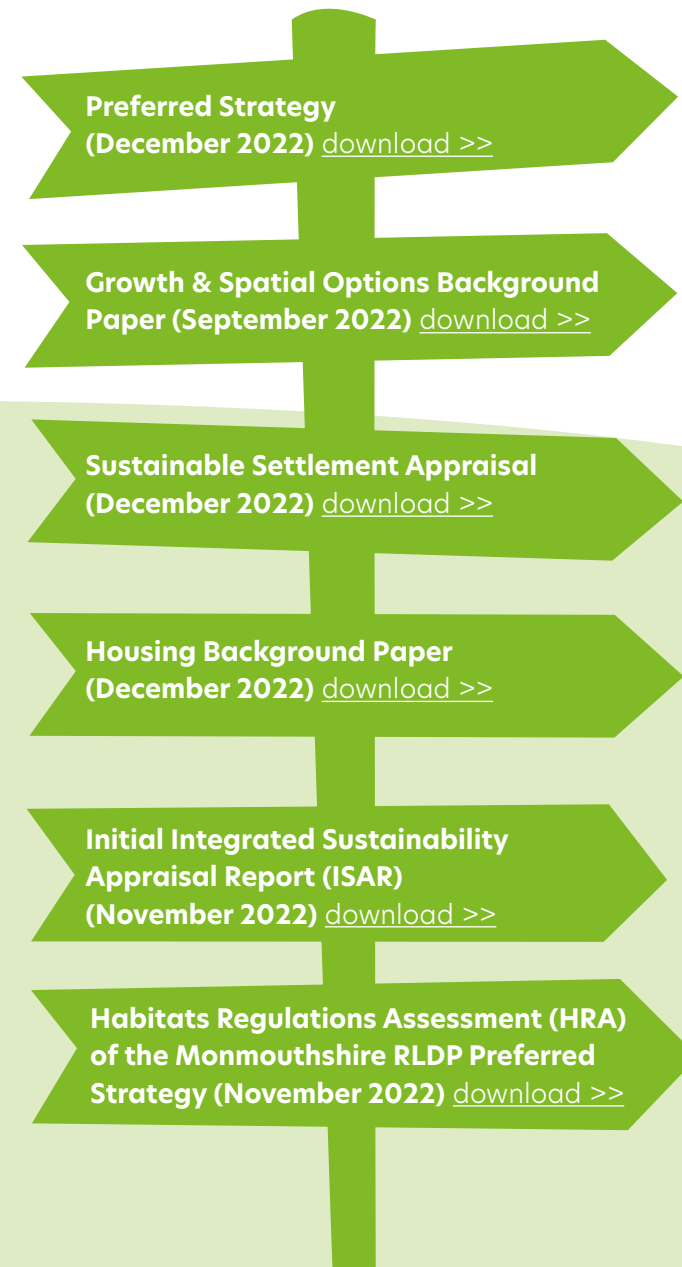 Preferred Strategy
(December 2022) download >>
Growth & Spatial Options Background
Paper (September 2022) download >>
Sustainable Settlement Appraisal
(December 2022) download >>
Housing Background Paper
(December 2022) download >>
Initial Integrated Sustainability
Appraisal Report (ISAR)
(November 2022) download >>
Habitats Regulations Assessment (HRA)
of the Monmouthshire RLDP Preferred
Strategy (November 2022) download >>